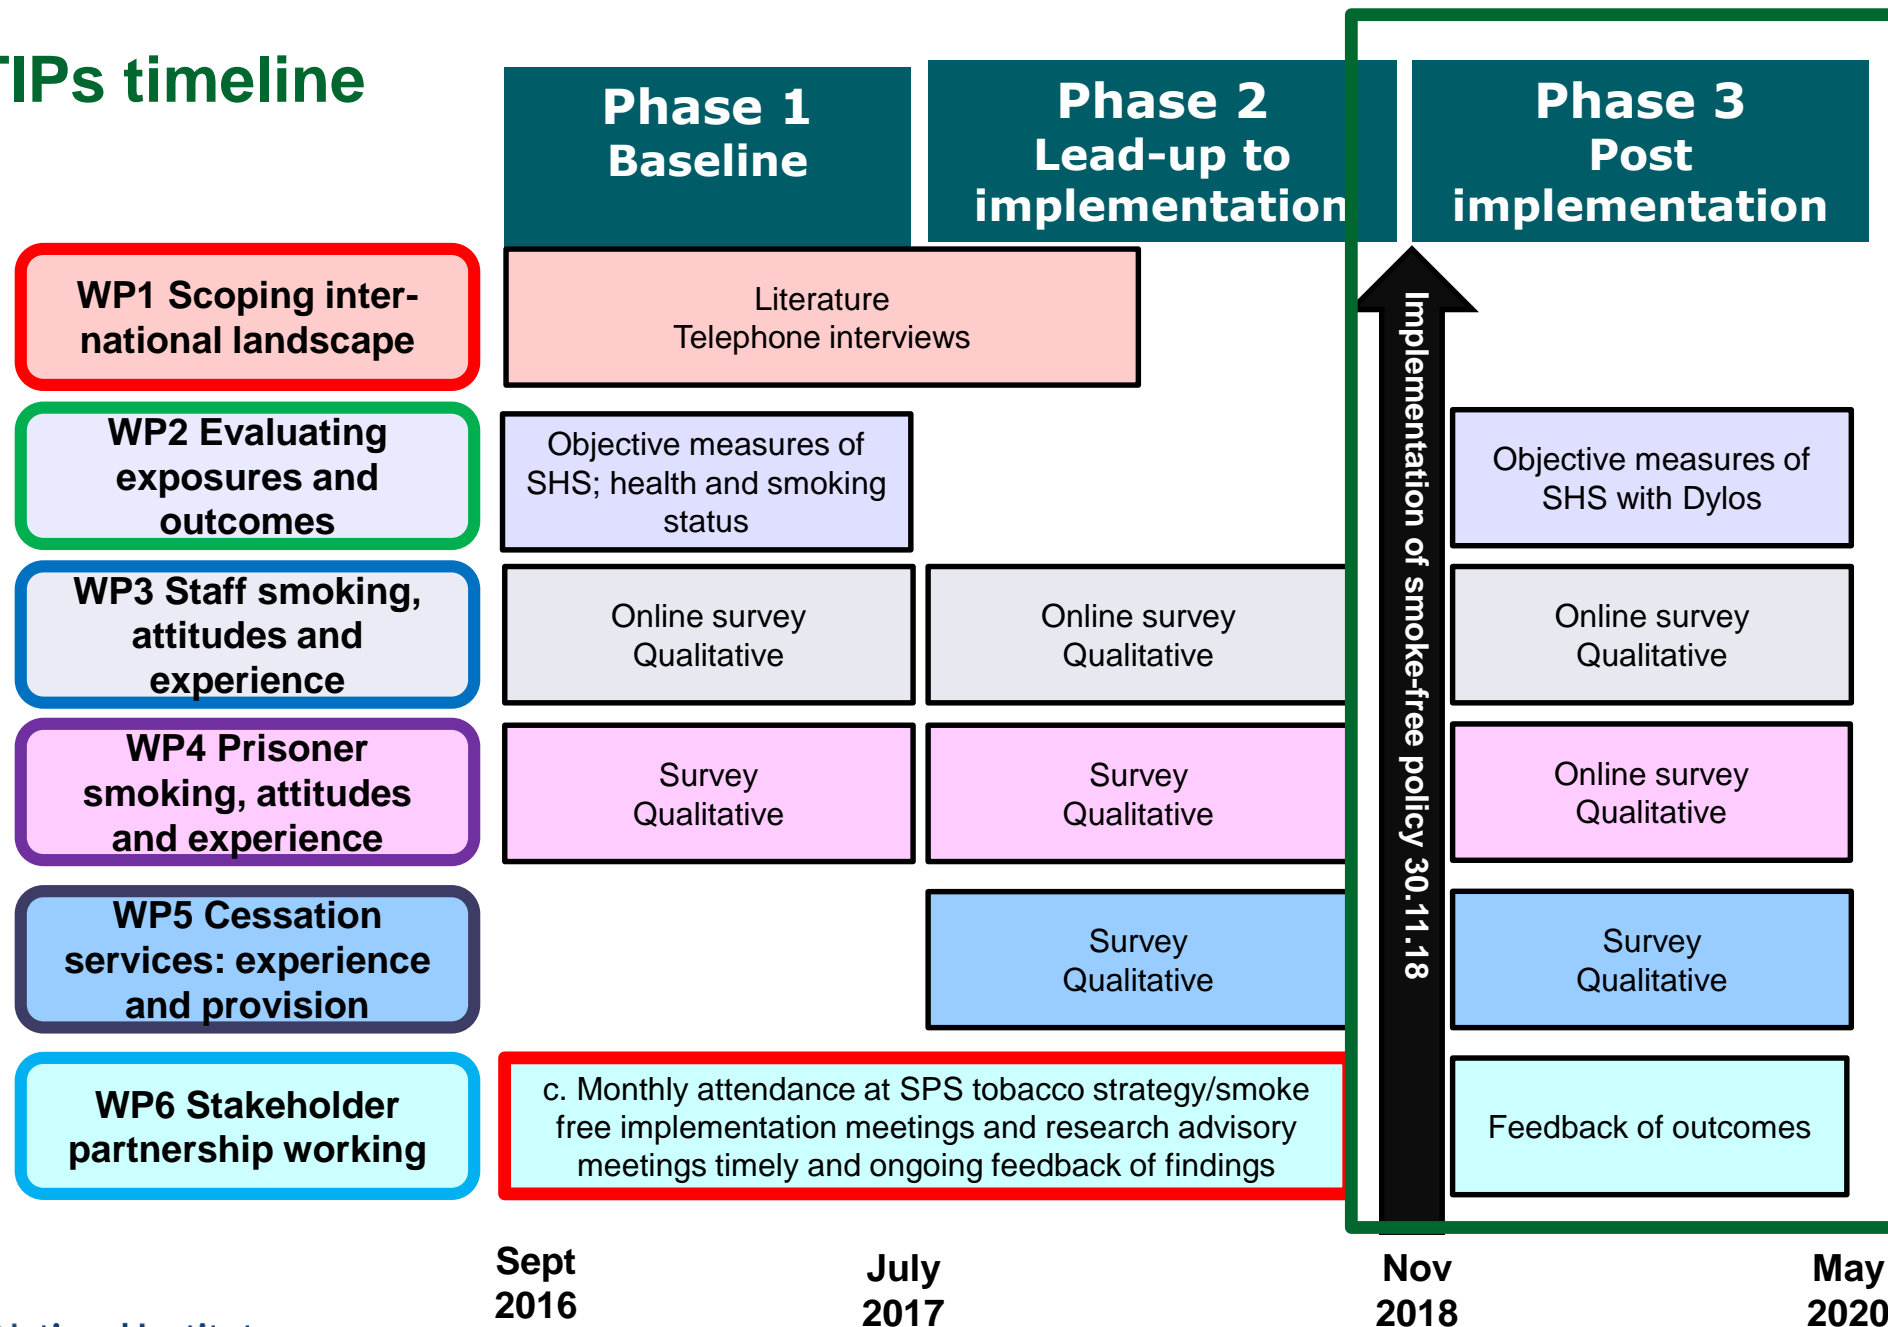 TIPs timeline
Phase 1
Baseline
Phase 2
Lead-up to
implementation
Phase 3
Post
implementation
WP1 Scoping inter-
national landscape
Literature
Telephone interviews
WP2 Evaluating
exposures and
outcomes
Objective measures of
SHS; health and smoking
status
Objective measures of
SHS with Dylos
WP3 Staff smoking,
attitudes and
experience
Online survey
Qualitative
Online survey
Qualitative
Online survey
Qualitative
WP4 Prisoner
smoking, attitudes
and experience
Survey
Qualitative
Survey
Qualitative
Online survey
Qualitative
WP5 Cessation
services: experience
and provision
Survey
Qualitative
Survey
Qualitative
WP6 Stakeholder
partnership working
c. Monthly attendance at SPS tobacco strategy/smoke
free implementation meetings and research advisory
meetings timely and ongoing feedback of findings
Feedback of outcomes
Implementation of smoke-free policy 30.11.18
Sept
2016
July
2017
Nov
2018
May
2020